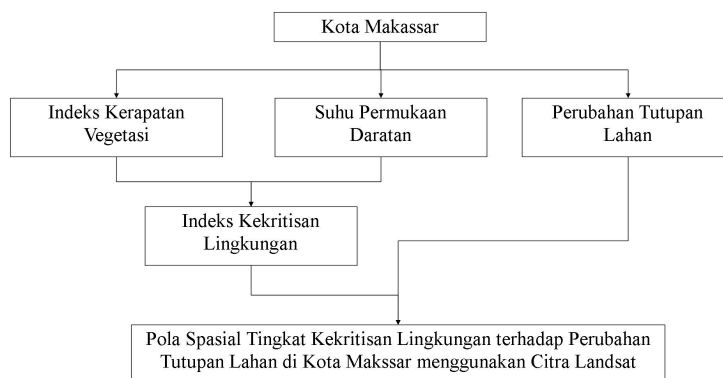 Kota Makassar
Indeks Kerapatan
Vegetasi
Suhu Permukaan
Daratan
Perubahan Tutupan
Lahan
Indeks Kekritisan
Lingkungan
Pola Spasial Tingkat Kekritisan Lingkungan terhadap Perubahan
Tutupan Lahan di Kota Makssar menggunakan Citra Landsat